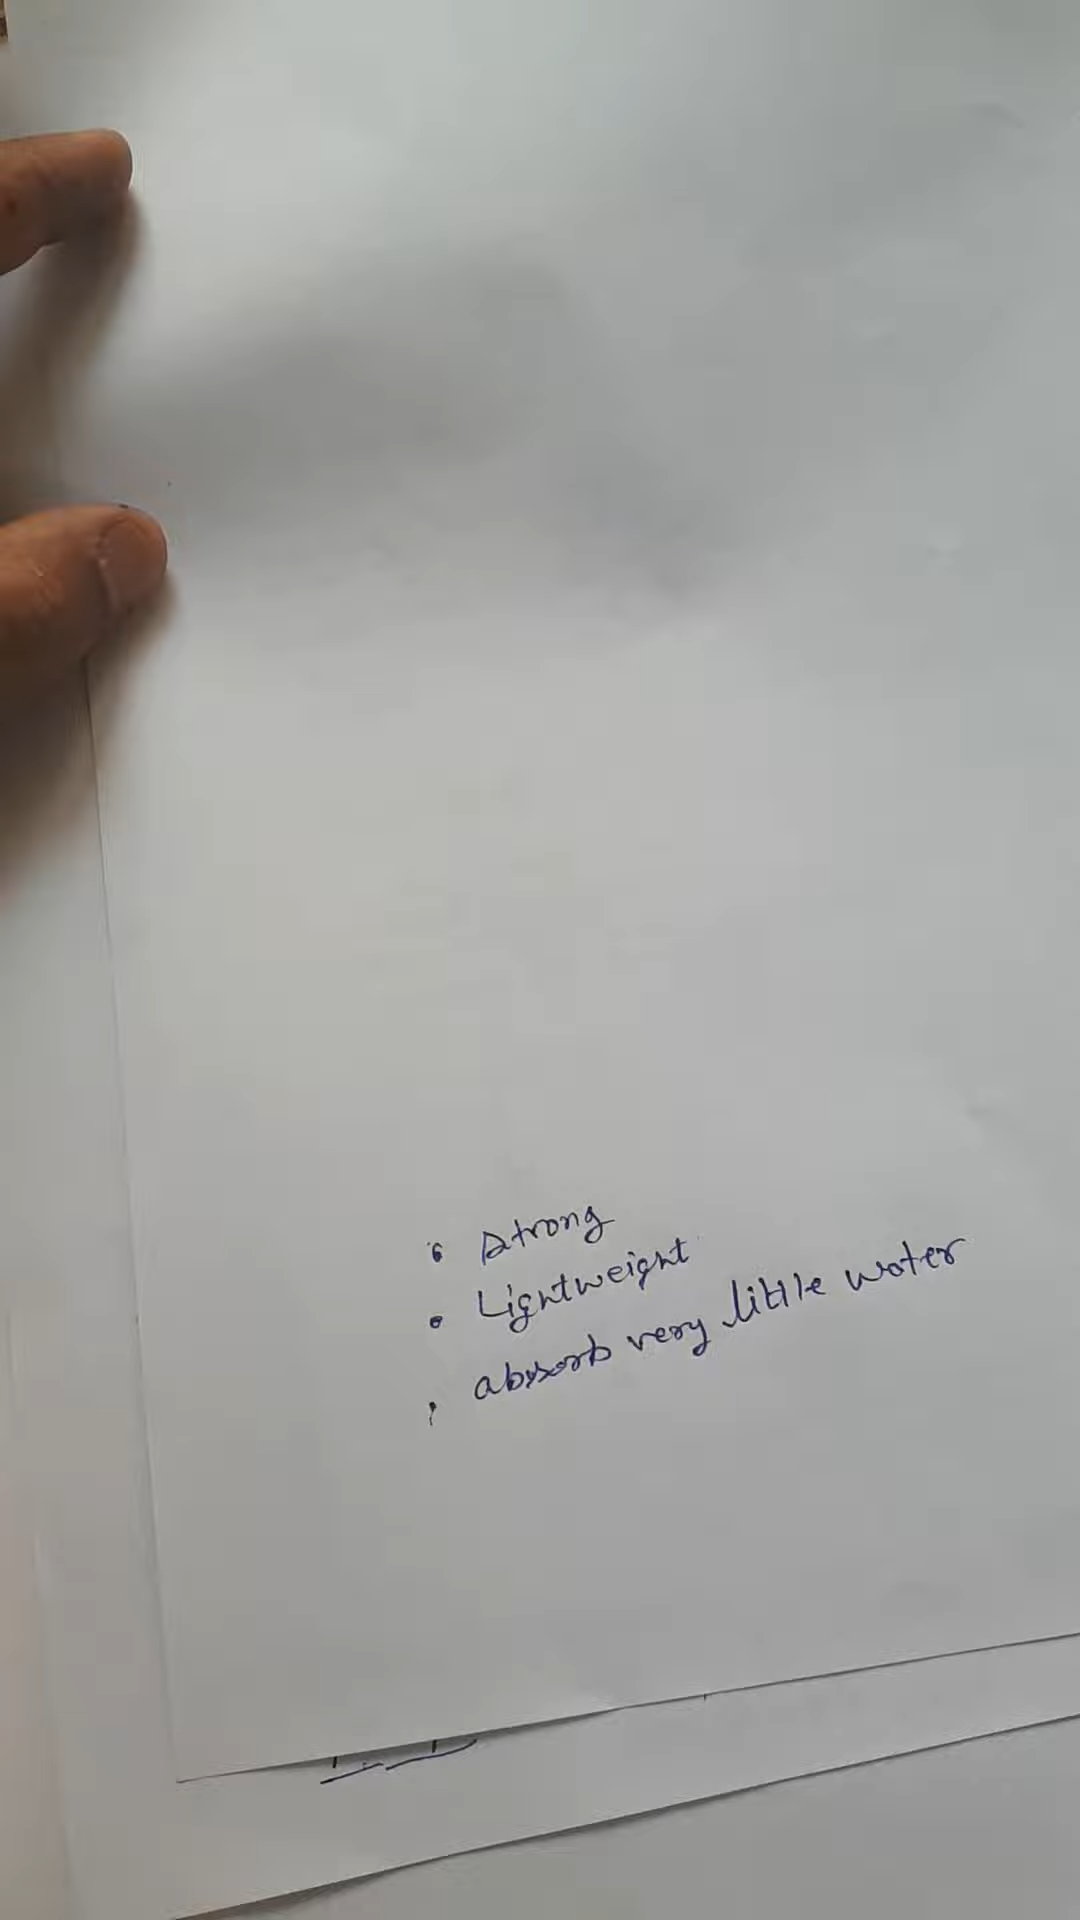 • Strong
• Lightweight
• absorb very little water